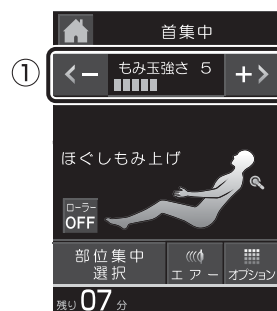 首集中
①
<− もみ玉強さ 5 +>
ほぐしもみ上げ
ローラー
OFF
部位集中
選択
エアー
オプション
残り 07 分